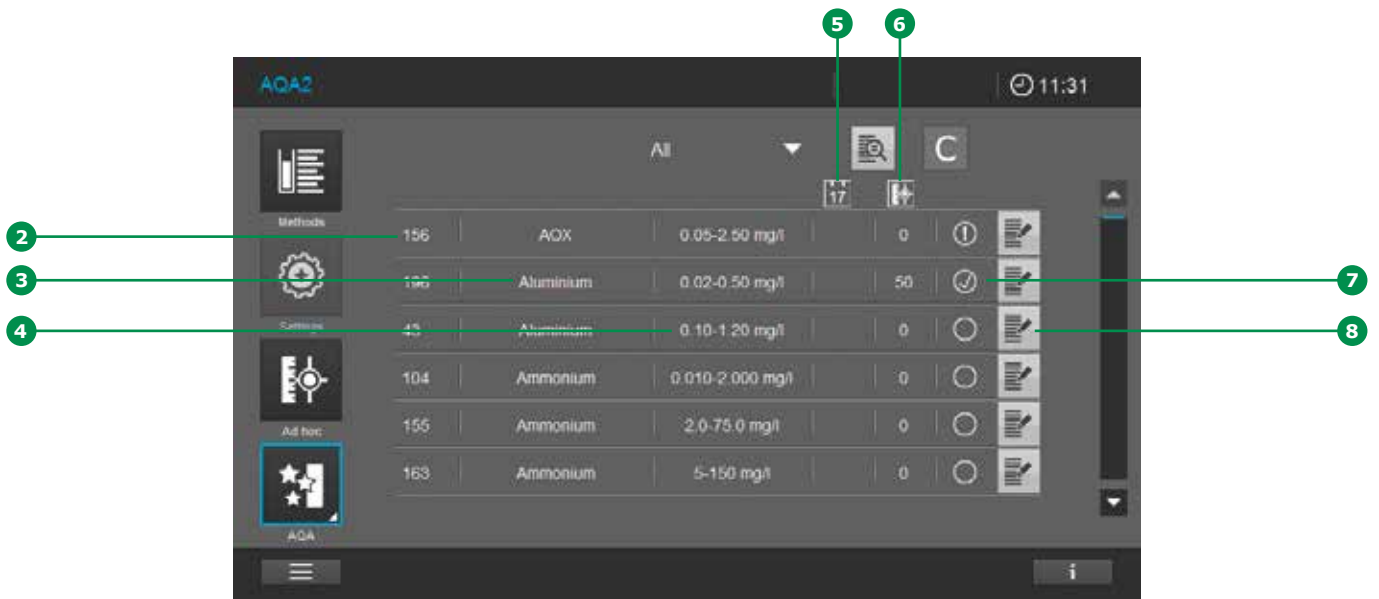 5 6
AQA2 11:31
All C
17
Methods
2 156 AOX 0.05-2.50 mg/l 0
3 196 Aluminium 0.02-0.50 mg/l 50 7
Settings
4 43 Aluminium 0.10-1.20 mg/l 0 8
104 Ammonium 0.010-2.000 mg/l 0
Ad hoc
155 Ammonium 2.0-75.0 mg/l 0
163 Ammonium 5-150 mg/l 0
AQA
i